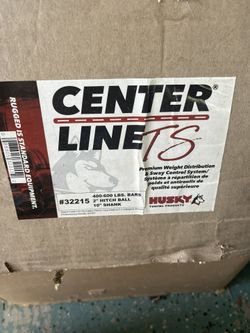 RUGGED IS STANDARD EQUIPMENT.
CENTER®
LINE TS
Premium Weight Distribution
& Sway Control System/
Système à répartition de
poids et antiroulis de
qualité supérieure
#32215
400-600 LBS. BARS
2" HITCH BALL
10" SHANK
HUSKY
TOWING PRODUCTS